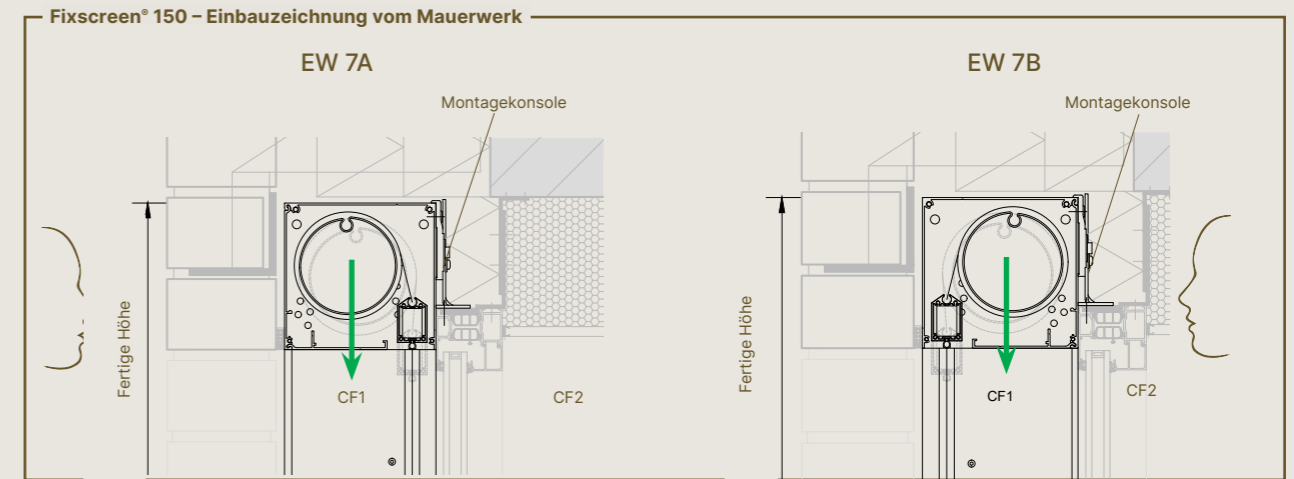 Fixscreen® 150 – Einbauzeichnung vom Mauerwerk
EW 7A
Montagekonsole
Fertige Höhe
CF1
CF2
EW 7B
Montagekonsole
Fertige Höhe
CF1
CF2